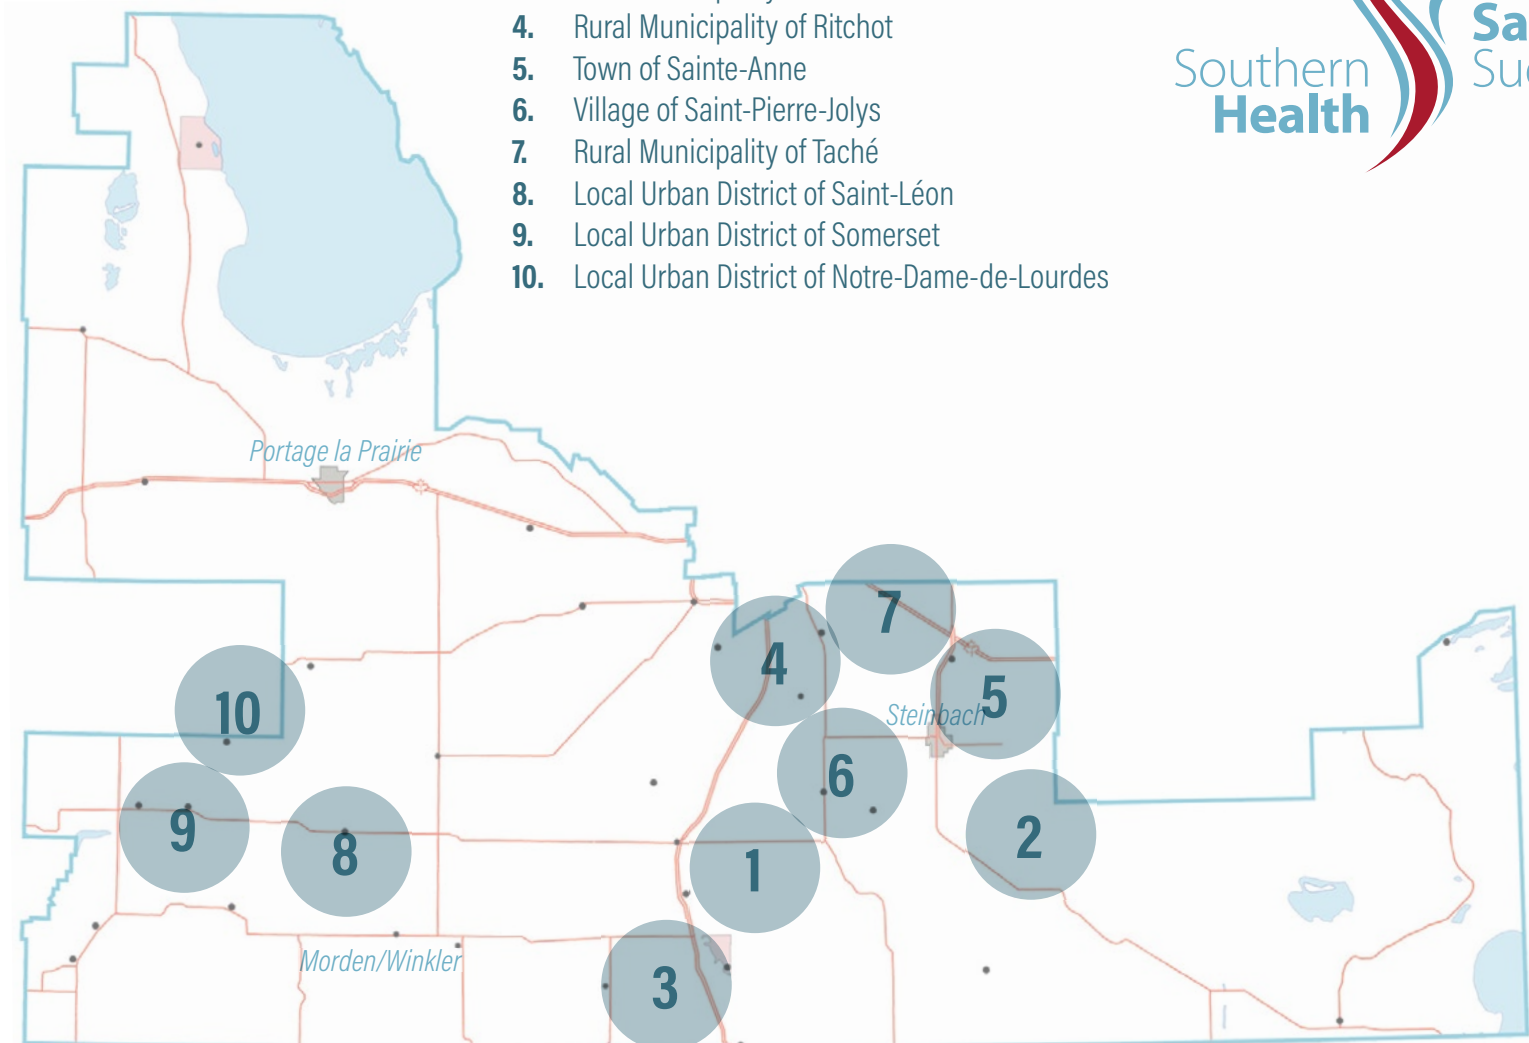 4. Rural Municipality of Ritchot
5. Town of Sainte-Anne
6. Village of Saint-Pierre-Jolys
7. Rural Municipality of Taché
8. Local Urban District of Saint-Léon
9. Local Urban District of Somerset
10. Local Urban District of Notre-Dame-de-Lourdes
Southern
Health
Portage la Prairie
7
4
5
Steinbach
10
6
9
8
2
1
Morden/Winkler
3